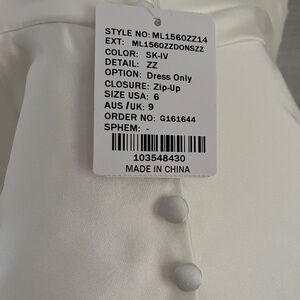 STYLE NO: ML1560ZZ14
EXT: ML1560ZZDONSZZ
COLOR: SK-IV
DETAIL: ZZ
OPTION: Dress Only
CLOSURE: Zip-Up
SIZE USA: 6
AUS /UK: 9
ORDER NO: G161644
SPHEM: -
103548430
MADE IN CHINA